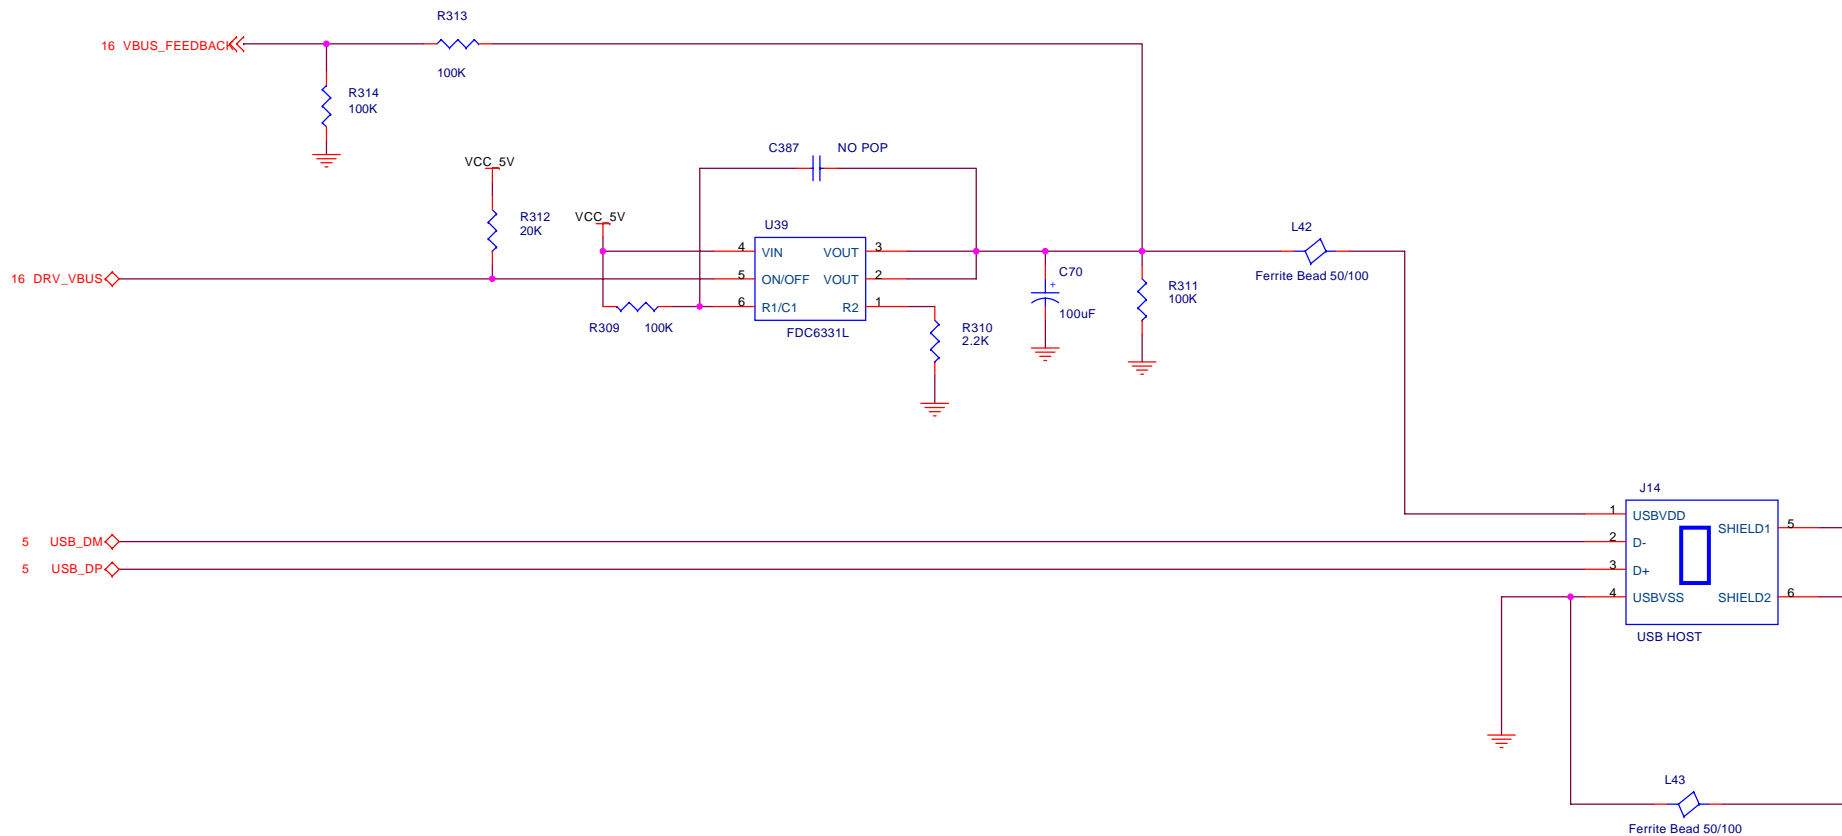 R313
16 VBUS_FEEDBACK
100K
R314
100K
C387 NO POP
VCC_5V
R312
20K
VCC_5V
U39
L42
4 VIN VOUT 3
5 ON/OFF VOUT 2
6 R1/C1 R2 1
FDC6331L
16 DRV_VBUS
R309 100K
R310
2.2K
C70
+
100uF
R311
100K
Ferrite Bead 50/100
J14
1 USBVDD
SHIELD1 5
2 D-
3 D+
4 USBVSS SHIELD2 6
USB HOST
5 USB_DM
5 USB_DP
L43
Ferrite Bead 50/100